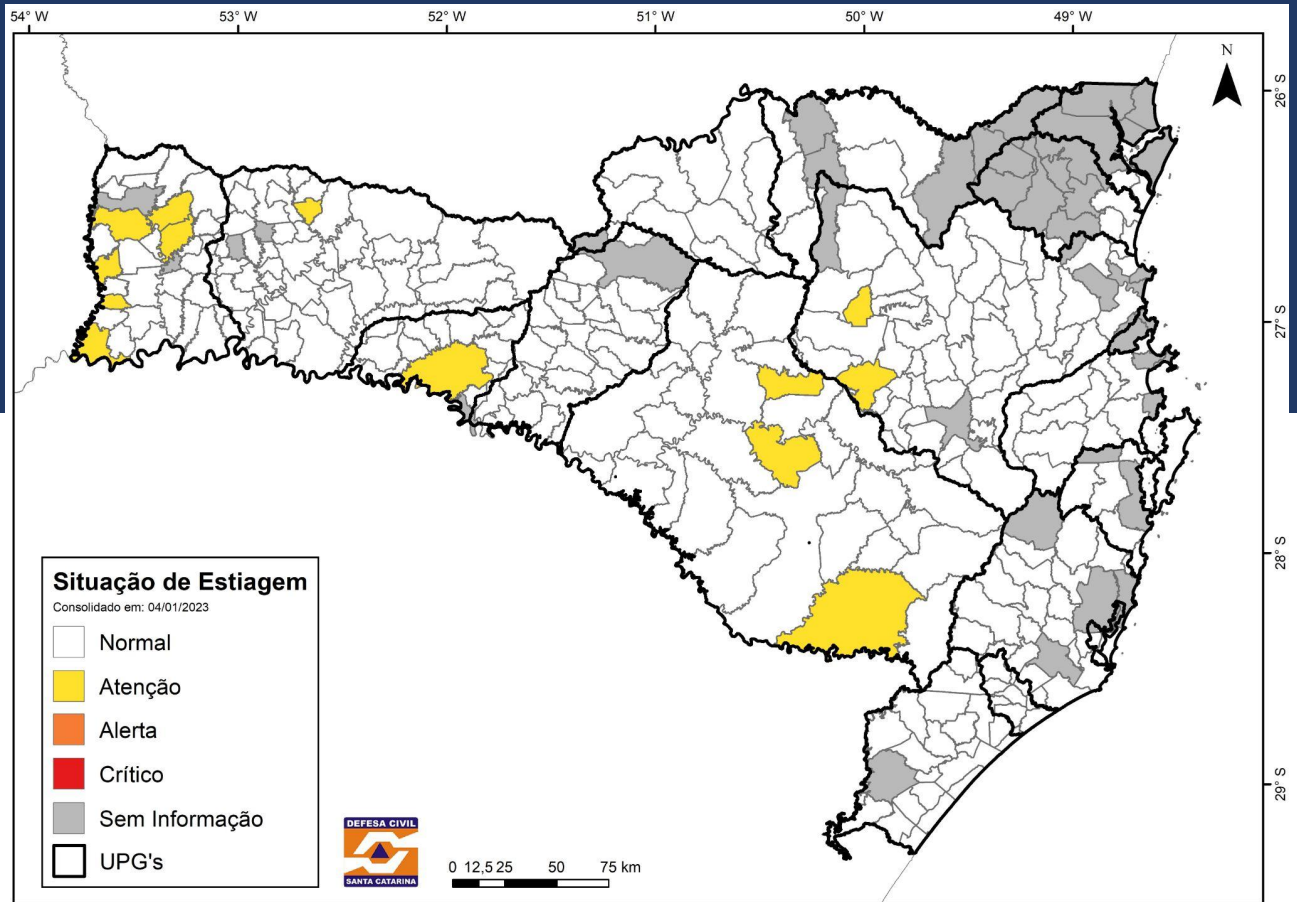 54° W 53° W 52° W 51° W 50° W 49° W
N
26° S
27° S
28° S
29° S
Situação de Estiagem
Consolidado em: 04/01/2023
Normal
Atenção
Alerta
Crítico
Sem Informação
UPG's
DEFESA CIVIL
SANTA CATARINA
0 12,5 25 50 75 km